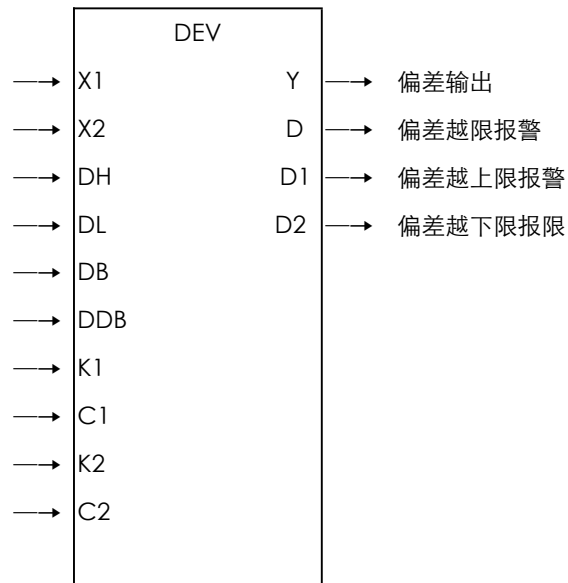 DEV
X1 Y 偏差输出
X2 D 偏差越限报警
DH D1 偏差越上限报警
DL D2 偏差越下限报限
DB
DDB
K1
C1
K2
C2